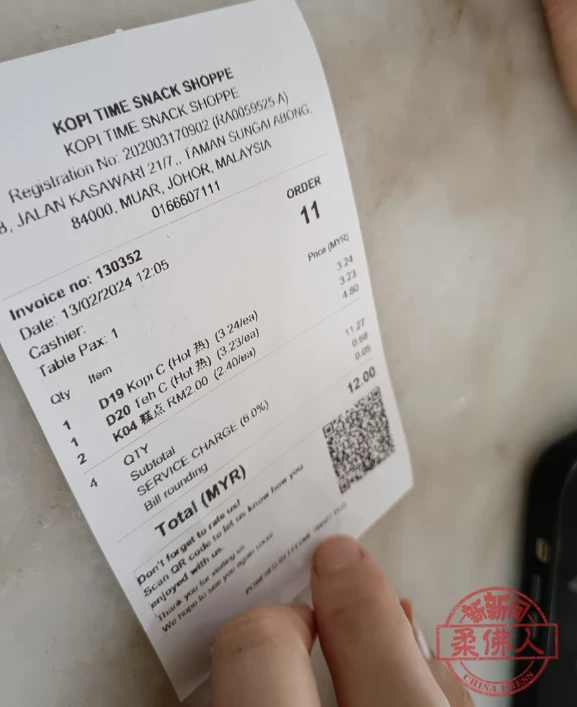 KOPI TIME SNACK SHOPPE
KOPI TIME SNACK SHOPPE
Registration No: 202003170902 (RA0059525-A)
8, JALAN KASAWARI 21/7,, TAMAN SUNGAI ABONG,
84000, MUAR, JOHOR, MALAYSIA
0166607111
ORDER
11
Invoice no: 130352
Date: 13/02/2024 12:05
Cashier:
Table Pax: 1
Qty Item Price (MYR)
1 D19 Kopi C (Hot 热) (3.24/ea) 3.24
1 D20 Teh C (Hot 热) (3.23/ea) 3.23
2 K04 糕点 RM2.00 (2.40/ea) 4.80
4 QTY
Subtotal 11.27
SERVICE CHARGE (6.0%) 0.68
Bill rounding 0.05
Total (MYR) 12.00
Don't forget to rate us!
Scan QR code to let us know how you
enjoyed with us.
Thank you for visiting us.
We hope to see you again soon!
新新闻
柔佛人
CHINA PRESS